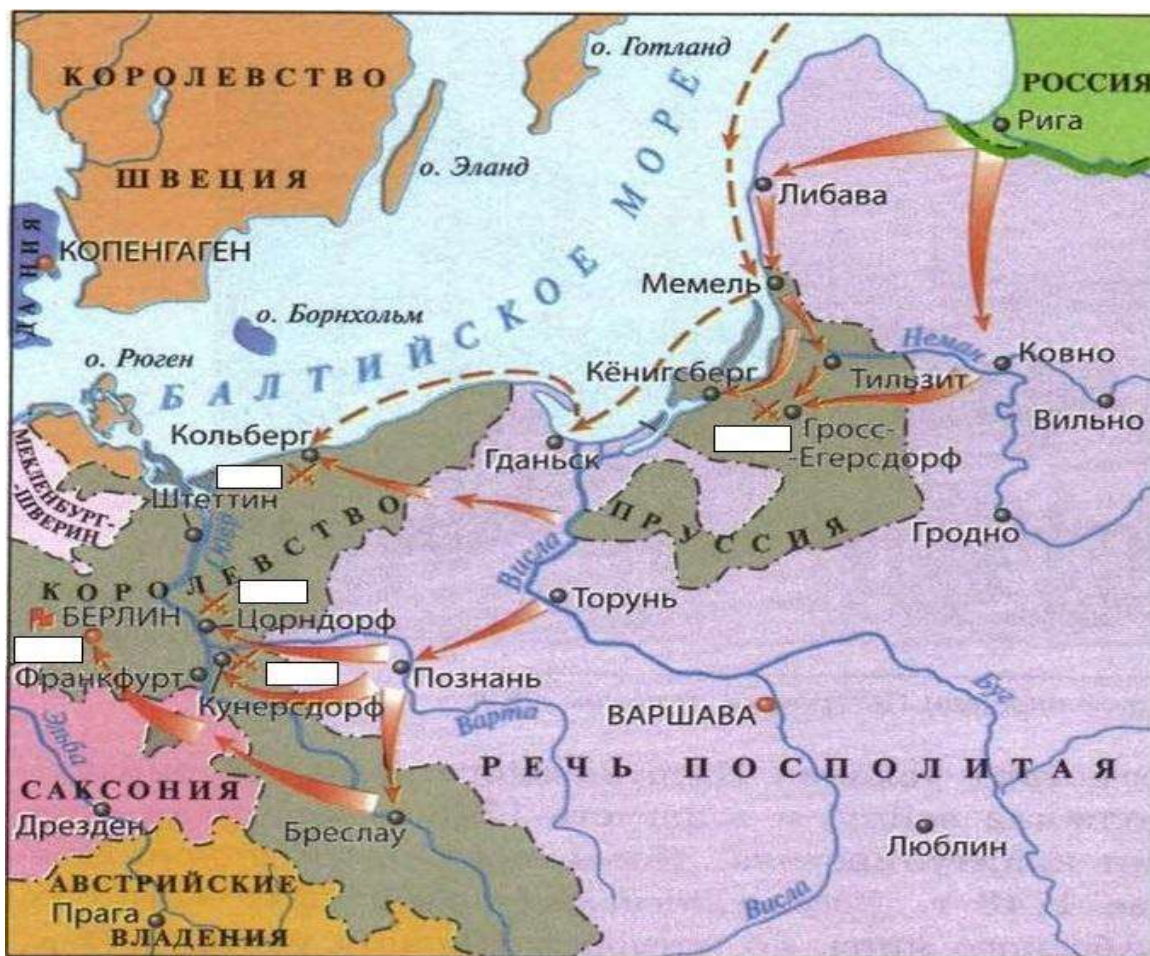 о. Готланд
КОРОЛЕВСТВО
ШВЕЦИЯ
о. Эланд
РОССИЯ
Рига
Либава
ДАНИЯ
КОПЕНГАГЕН
о. Борнхольм
о. Рюген
БАЛТИЙСКОЕ МОРЕ
Мемель
Неман
Ковно
Кёнигсберг
Тильзит
Вильно
Кольберг
Гданьск
Гросс-
-Егерсдорф
МЕКЛЕНБУРГ-
-ШВЕРИН
Штеттин
Одер
Гродно
КОРОЛЕВСТВО
ПРУССИЯ
Висла
Торунь
БЕРЛИН
Цорндорф
Франкфурт
Кунерсдорф
Познань
Варта
ВАРШАВА
Буг
Эльба
РЕЧЬ ПОСПОЛИТАЯ
САКСОНИЯ
Дрезден
Бреслау
Люблин
АВСТРИЙСКИЕ
Прага
ВЛАДЕНИЯ
Висла